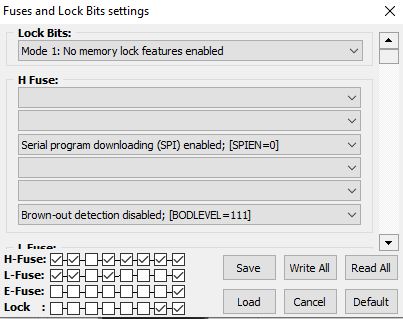 Fuses and Lock Bits settings
Lock Bits:
Mode 1: No memory lock features enabled
H Fuse:
Serial program downloading (SPI) enabled; [SPIEN=0]
Brown-out detection disabled; [BODLEVEL=111]
L Fuse:
H-Fuse:
L-Fuse:
E-Fuse:
Lock :
Save Write All Read All
Load Cancel Default